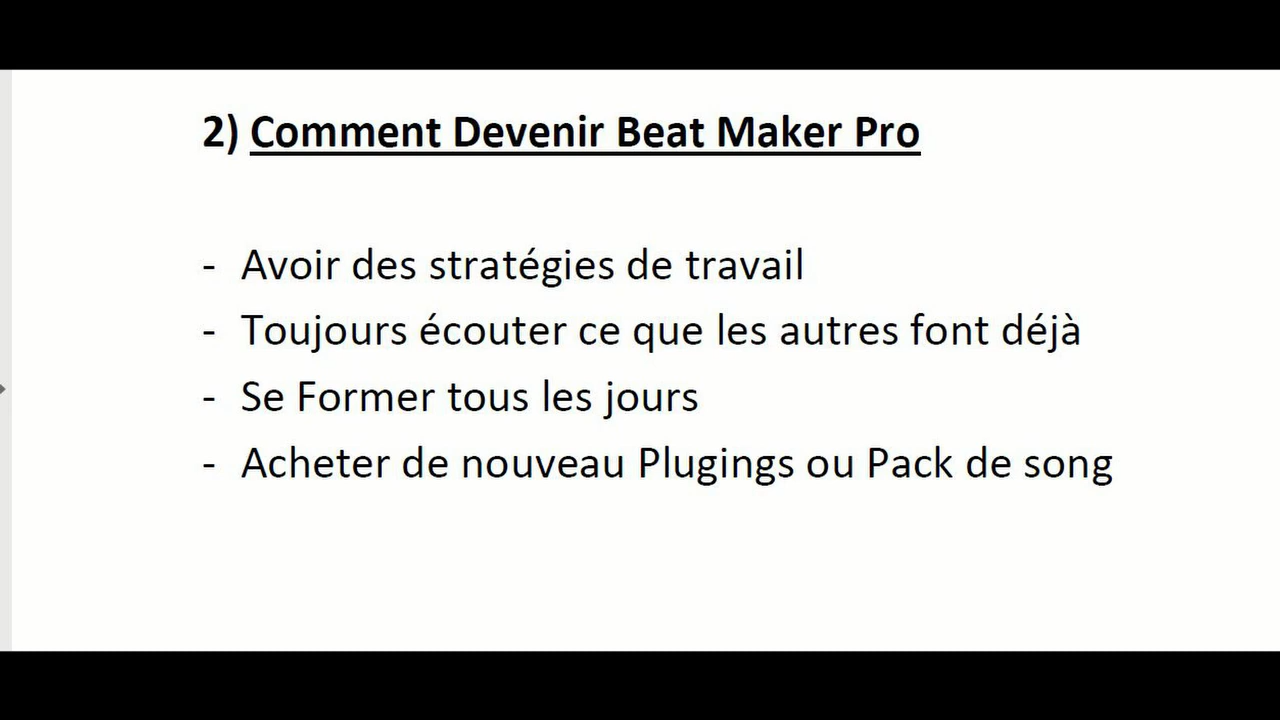 2) Comment Devenir Beat Maker Pro
- Avoir des stratégies de travail
- Toujours écouter ce que les autres font déjà
- Se Former tous les jours
- Acheter de nouveau Plugings ou Pack de song